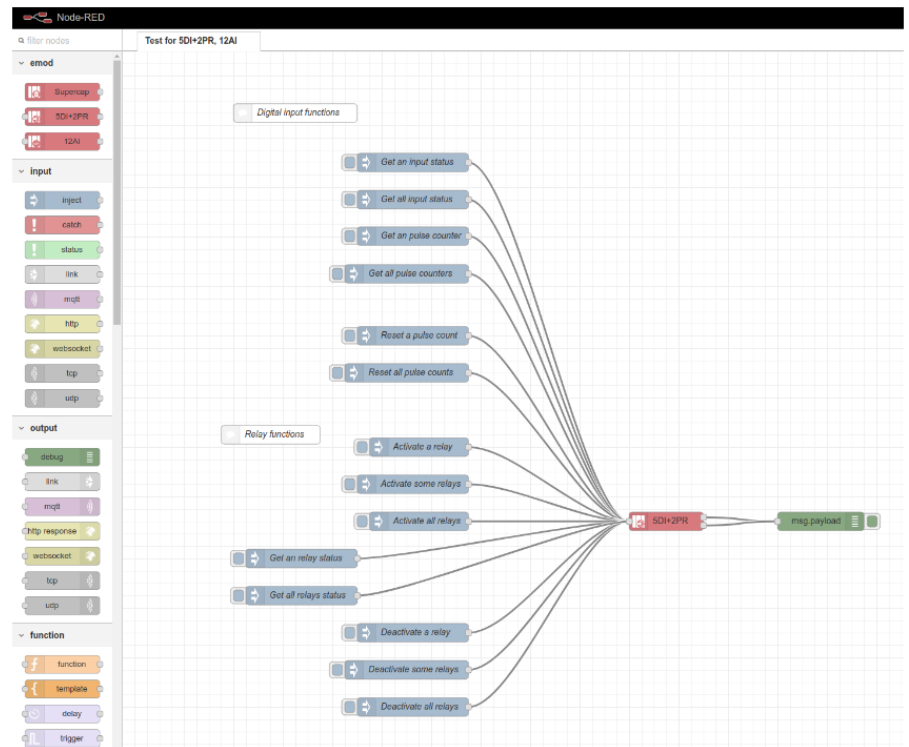 Node-RED
filter nodes
Test for 5DI+2PR, 12AI
emod
Supercap
5DI+2PR
12AI
input
inject
catch
status
link
mqtt
http
websocket
tcp
udp
output
debug
link
mqtt
http response
websocket
tcp
udp
function
function
template
delay
trigger
Digital input functions
Get an input status
Get all input status
Get an pulse counter
Get all pulse counters
Reset a pulse count
Reset all pulse counts
Relay functions
Activate a relay
Activate some relays
Activate all relays
Get an relay status
Get all relays status
Deactivate a relay
Deactivate some relays
Deactivate all relays
5DI+2PR
msg.payload